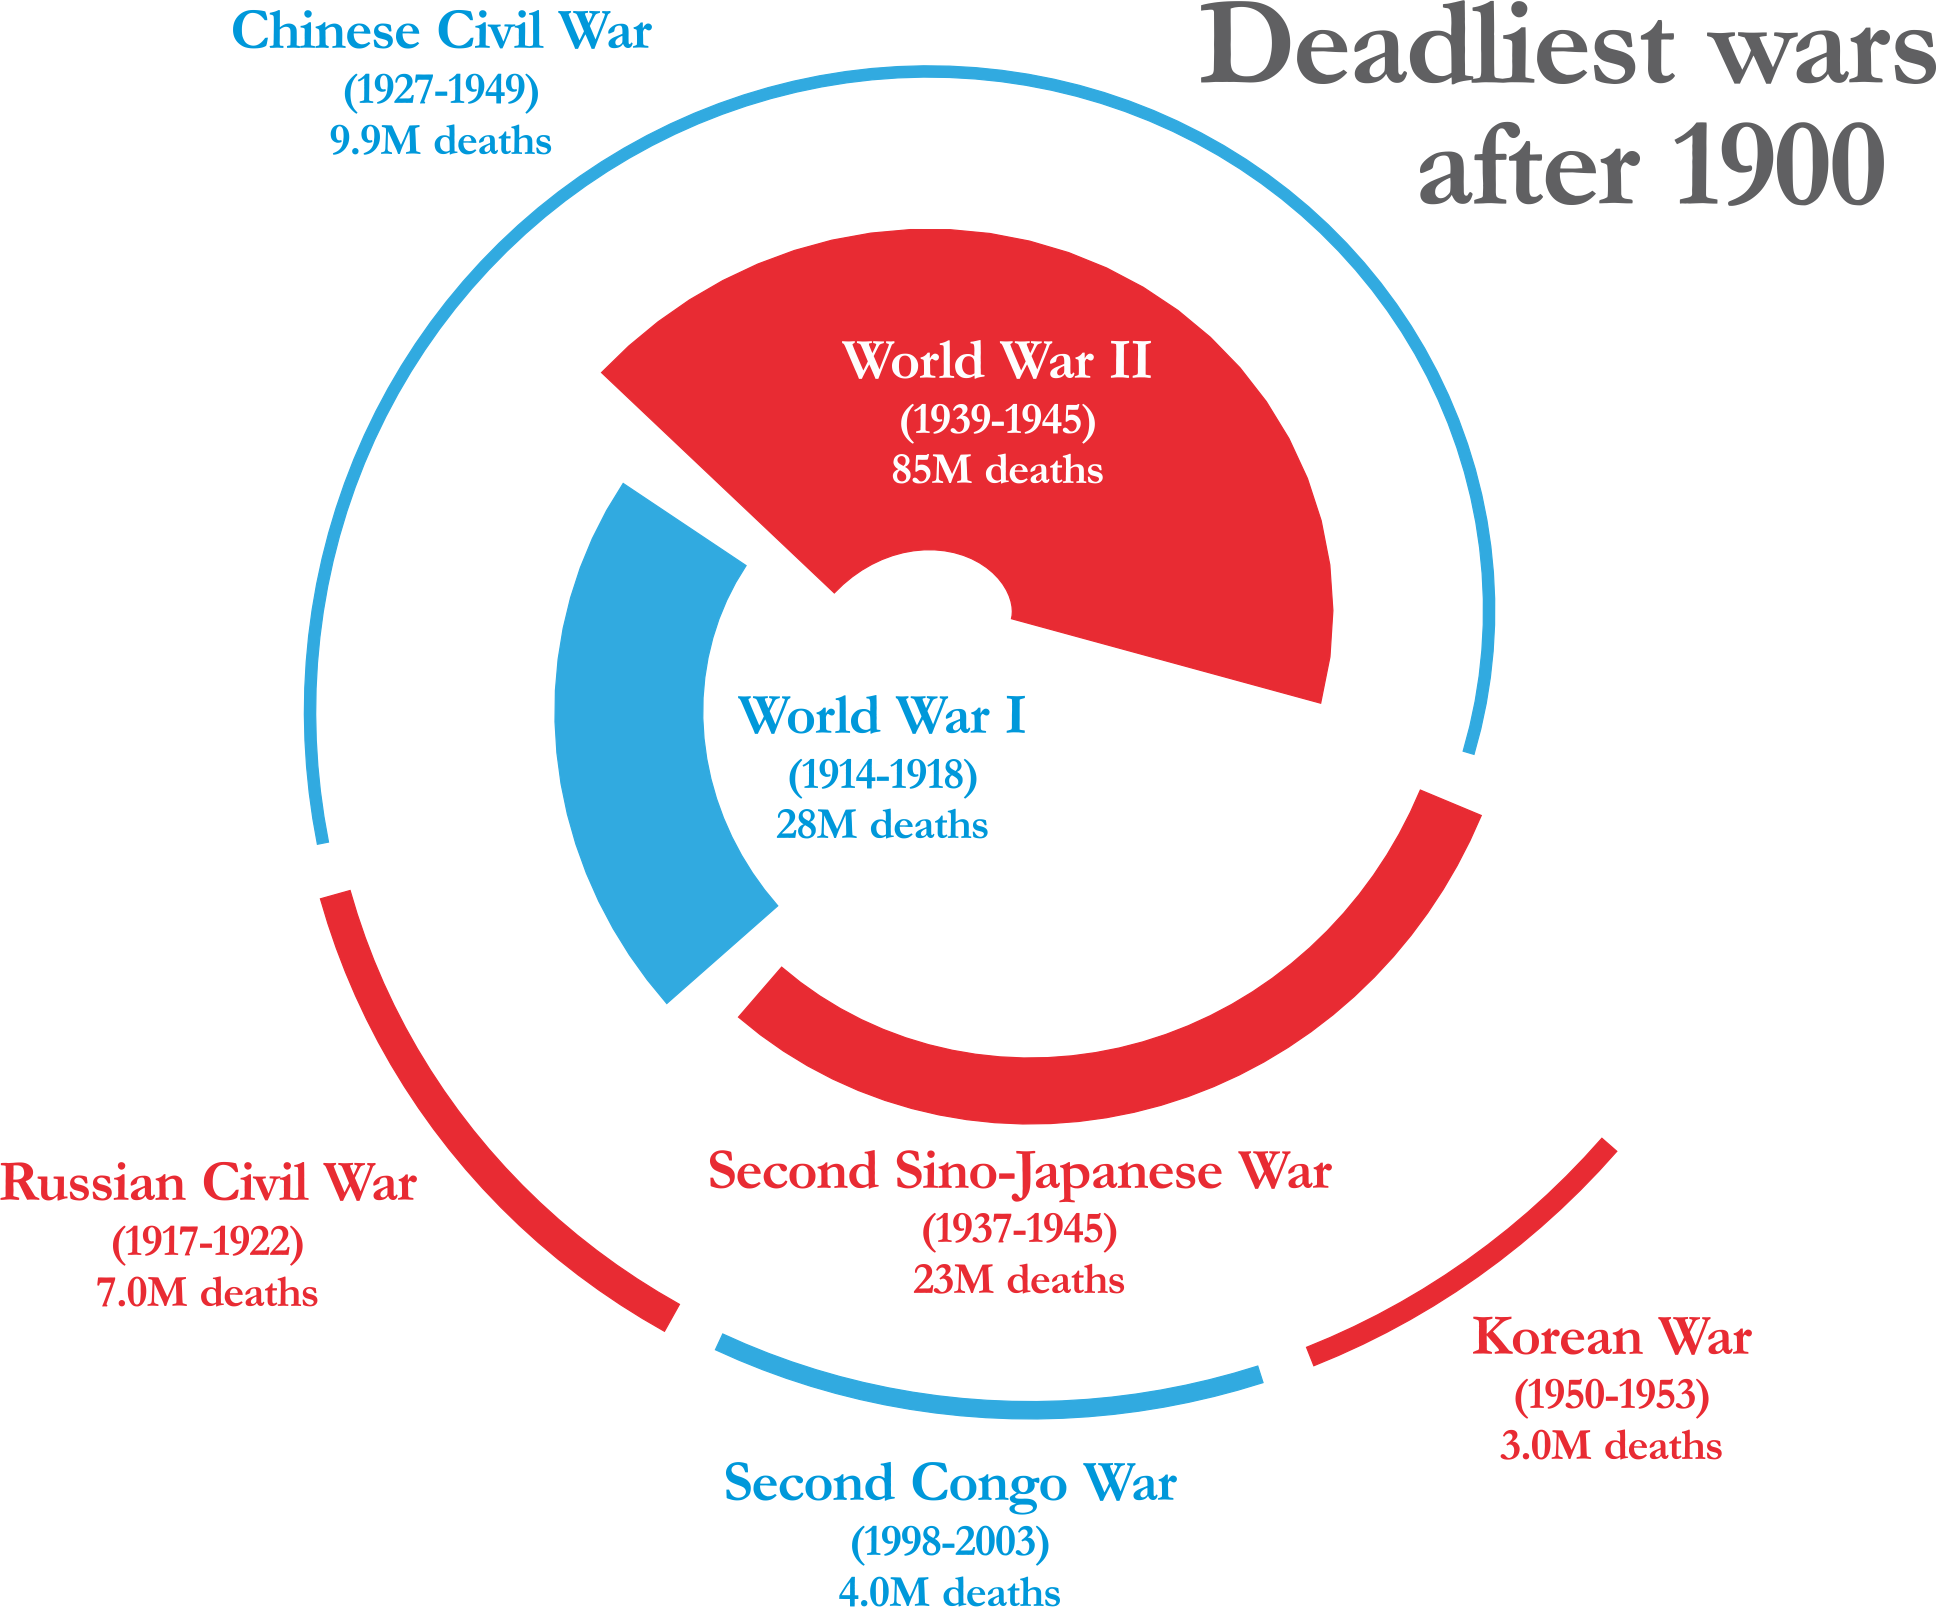 Deadliest wars
after 1900
Chinese Civil War
(1927-1949)
9.9M deaths
World War II
(1939-1945)
85M deaths
World War I
(1914-1918)
28M deaths
Second Sino-Japanese War
(1937-1945)
23M deaths
Russian Civil War
(1917-1922)
7.0M deaths
Korean War
(1950-1953)
3.0M deaths
Second Congo War
(1998-2003)
4.0M deaths